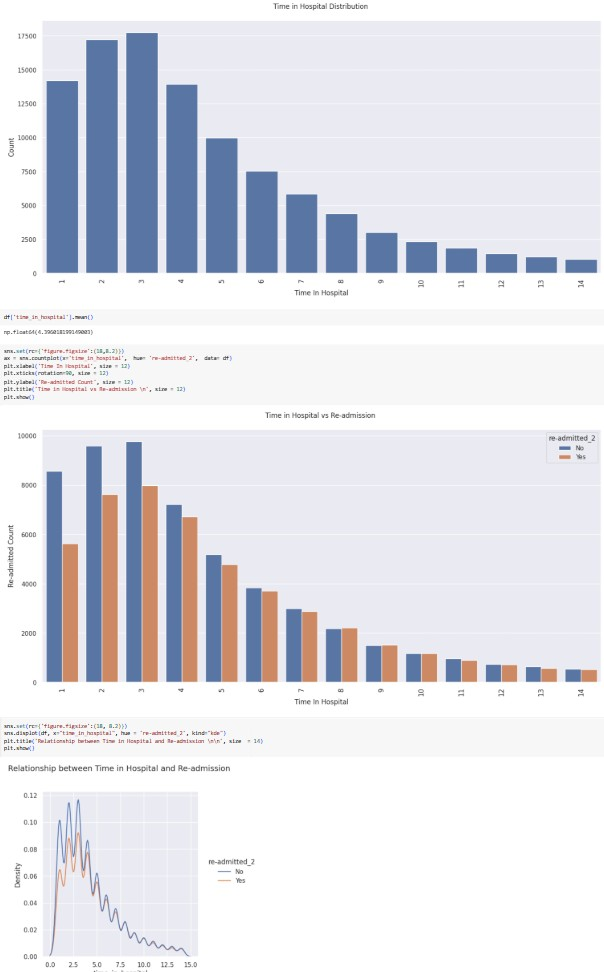 Time in Hospital Distribution
Count
17500
15000
12500
10000
7500
5000
2500
0
1 2 3 4 5 6 7 8 9 10 11 12 13 14
Time In Hospital
df['time_in_hospital'].mean()
np.float64(4.396018199149003)
sns.set(rc={'figure.figsize':(18,8.2)})
ax = sns.countplot(x="time_in_hospital", hue= 're-admitted_2', data= df)
plt.xlabel('Time In Hospital', size = 12)
plt.xticks(rotation=90, size = 12)
plt.ylabel('Re-admitted Count', size = 12)
plt.title("Time in Hospital vs Re-admission \n", size = 12)
plt.show()
Time in Hospital vs Re-admission
re-admitted_2
No
Yes
Re-admitted Count
10000
8000
6000
4000
2000
0
1 2 3 4 5 6 7 8 9 10 11 12 13 14
Time In Hospital
sns.set(rc={'figure.figsize':(18, 8.2)})
sns.displot(df, x="time_in_hospital", hue = 're-admitted_2', kind="kde")
plt.title('Relationship between Time in Hospital and Re-admission \n\n', size = 14)
plt.show()
Relationship between Time in Hospital and Re-admission
Density
0.12
0.10
0.08
0.06
0.04
0.02
0.00
re-admitted_2
No
Yes
0.0 2.5 5.0 7.5 10.0 12.5 15.0